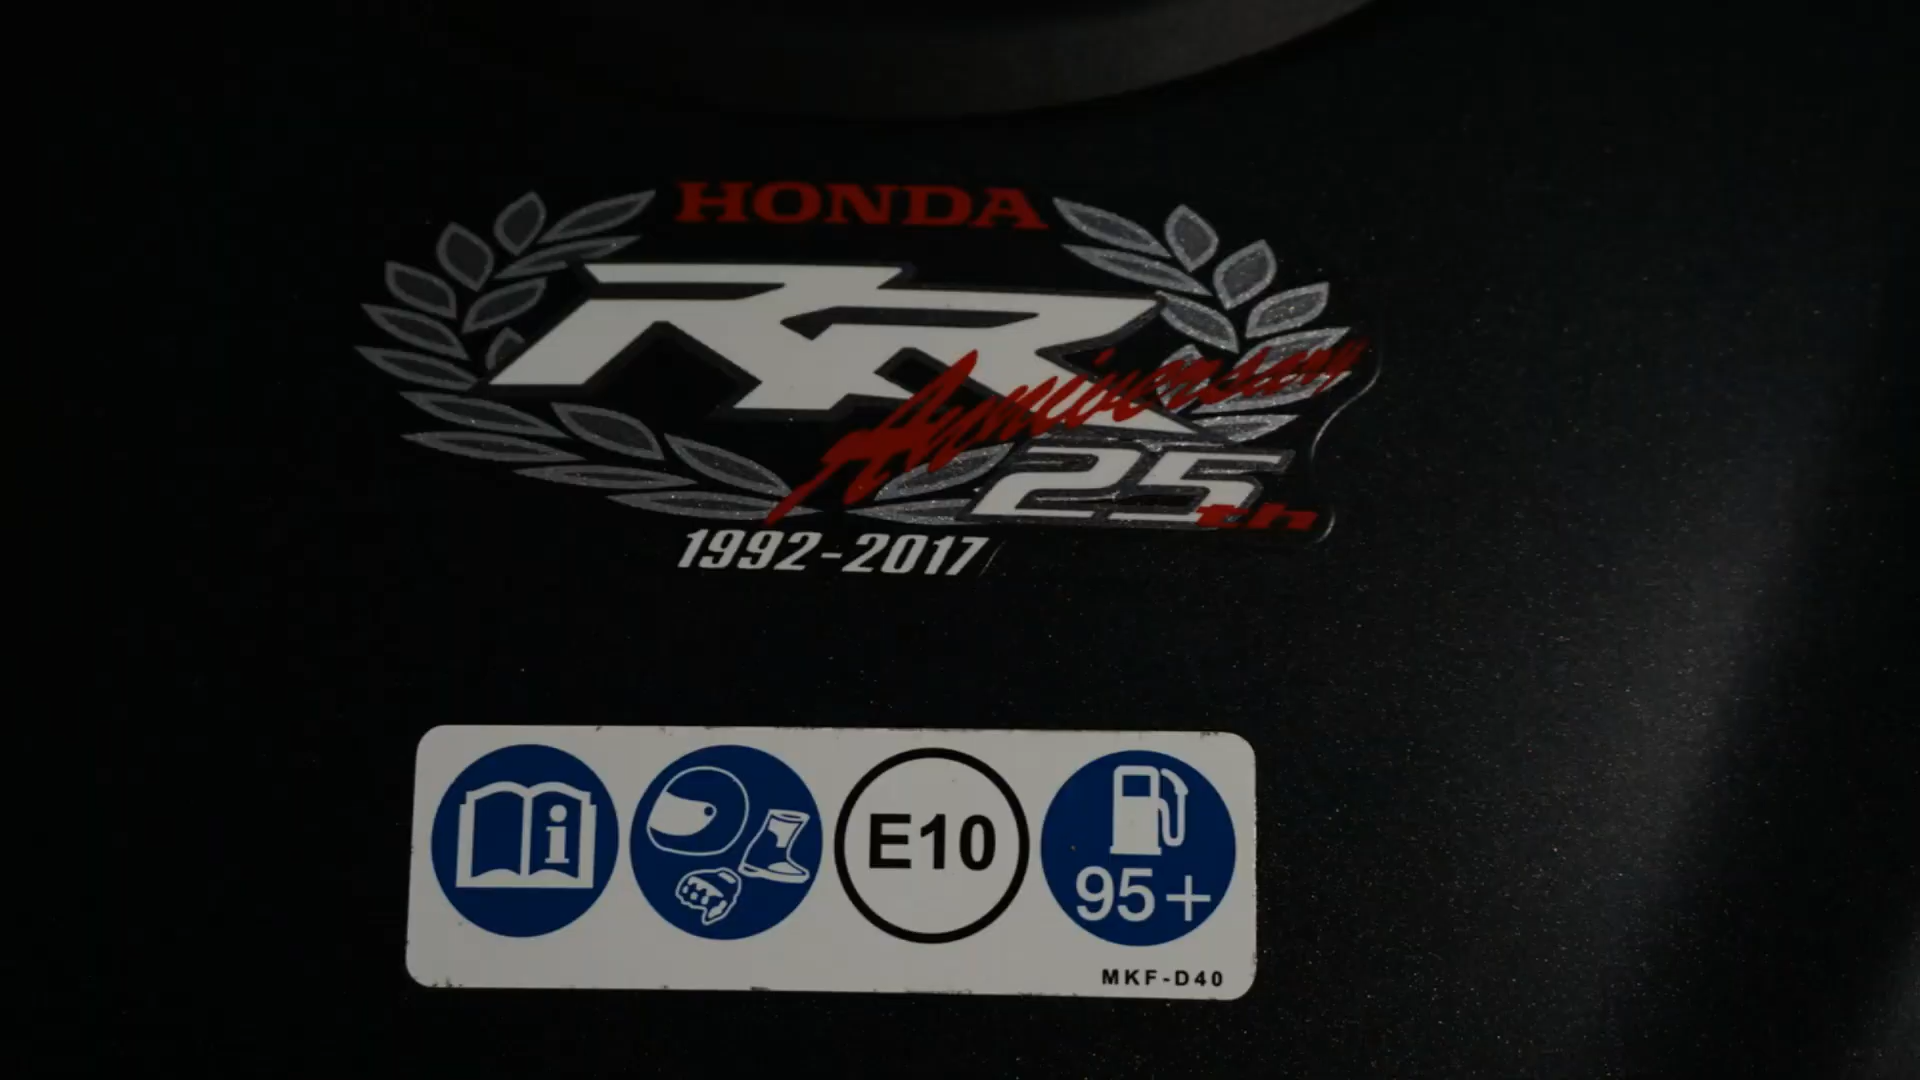 HONDA
RR
Anniversary
25th
1992-2017
i
E10
95+
MKF-D40